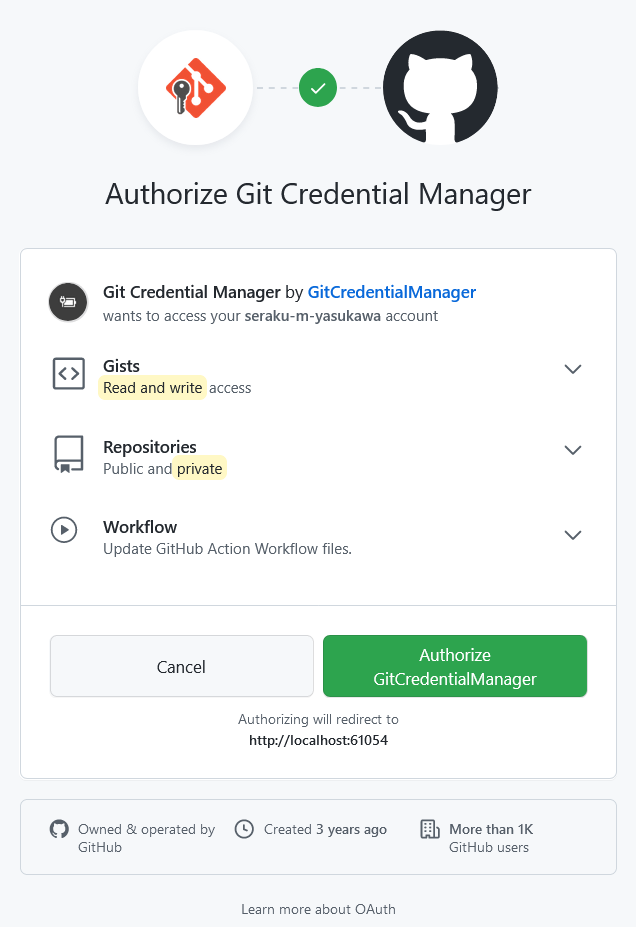 Authorize Git Credential Manager
Git Credential Manager by GitCredentialManager
wants to access your seraku-m-yasukawa account
Gists
Read and write access
Repositories
Public and private
Workflow
Update GitHub Action Workflow files.
Cancel
Authorize
GitCredentialManager
Authorizing will redirect to
http://localhost:61054
Owned & operated by
GitHub
Created 3 years ago
More than 1K
GitHub users
Learn more about OAuth